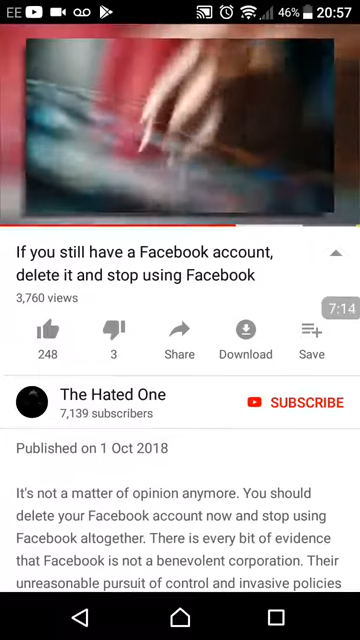 EE 46% 20:57
If you still have a Facebook account,
delete it and stop using Facebook
3,760 views
7:14
248 3 Share Download Save
The Hated One
7,139 subscribers
SUBSCRIBE
Published on 1 Oct 2018
It's not a matter of opinion anymore. You should
delete your Facebook account now and stop using
Facebook altogether. There is every bit of evidence
that Facebook is not a benevolent corporation. Their
unreasonable pursuit of control and invasive policies